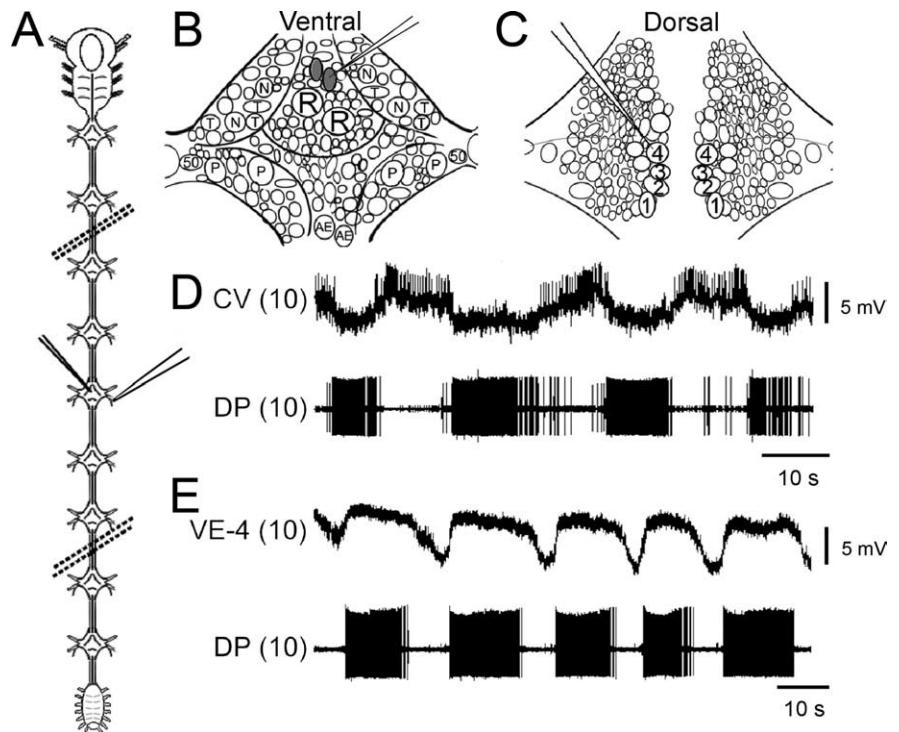 A
B
Ventral
N
N
T
T
N
N
T
T
R
R
T
T
50
P
P
P
P
50
AE
AE
C
Dorsal
4
4
3
3
2
2
1
1
D
CV (10)
5 mV
DP (10)
10 s
E
VE-4 (10)
5 mV
DP (10)
10 s